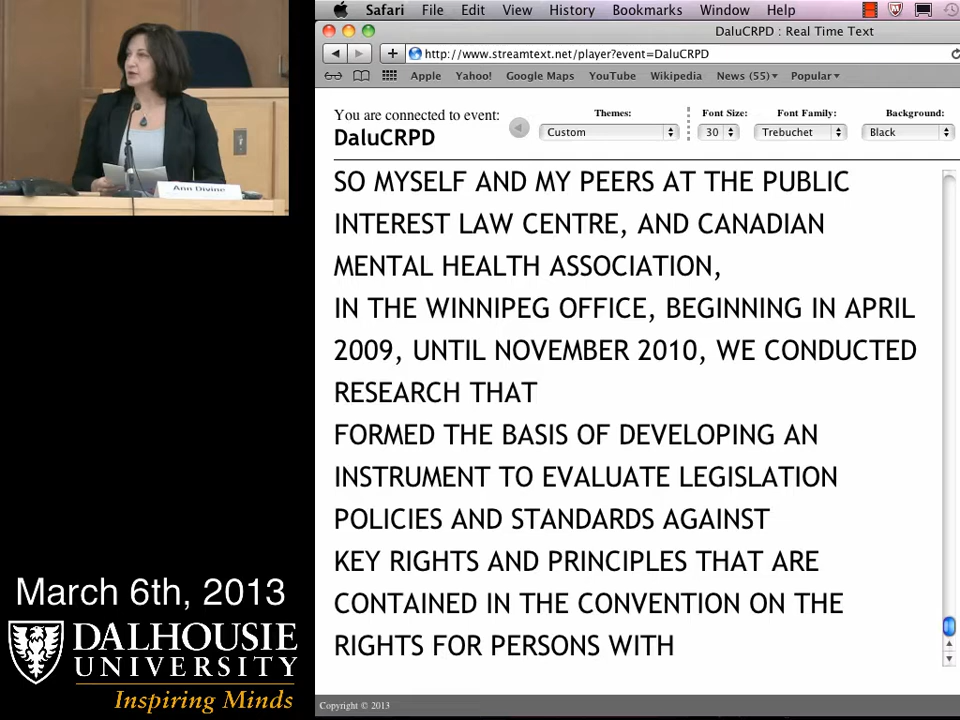 Safari File Edit View History Bookmarks Window Help
DaluCRPD : Real Time Text
http://www.streamtext.net/player?event=DaluCRPD
Apple Yahoo! Google Maps YouTube Wikipedia News (55) Popular
You are connected to event:
DaluCRPD
Themes: Font Size: Font Family: Background:
Custom 30 Trebuchet Black
SO MYSELF AND MY PEERS AT THE PUBLIC
INTEREST LAW CENTRE, AND CANADIAN
MENTAL HEALTH ASSOCIATION,
IN THE WINNIPEG OFFICE, BEGINNING IN APRIL
2009, UNTIL NOVEMBER 2010, WE CONDUCTED
RESEARCH THAT
FORMED THE BASIS OF DEVELOPING AN
INSTRUMENT TO EVALUATE LEGISLATION
POLICIES AND STANDARDS AGAINST
KEY RIGHTS AND PRINCIPLES THAT ARE
CONTAINED IN THE CONVENTION ON THE
RIGHTS FOR PERSONS WITH
Copyright © 2013
Ann Divine
March 6th, 2013
DALHOUSIE
UNIVERSITY
Inspiring Minds